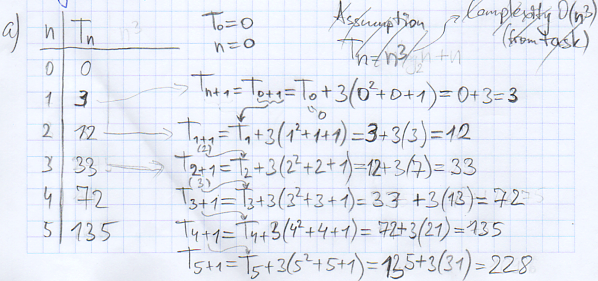 a)
n | Tn
T0=0
n=0
Assumption
Complexity O(n³)
(from task)
Tn=n³
0 | 0
1 | 3
Tn+1=T0+1=T0+3(0²+0+1)=0+3=3
0
2 | 12
T1+1=T1+3(1²+1+1)=3+3(3)=12
(2)
3 | 33
T2+1=T2+3(2²+2+1)=12+3(7)=33
(3)
4 | 72
T3+1=T3+3(3²+3+1)=33+3(13)=72
5 | 135
T4+1=T4+3(4²+4+1)=72+3(21)=135
T5+1=T5+3(5²+5+1)=135+3(31)=228